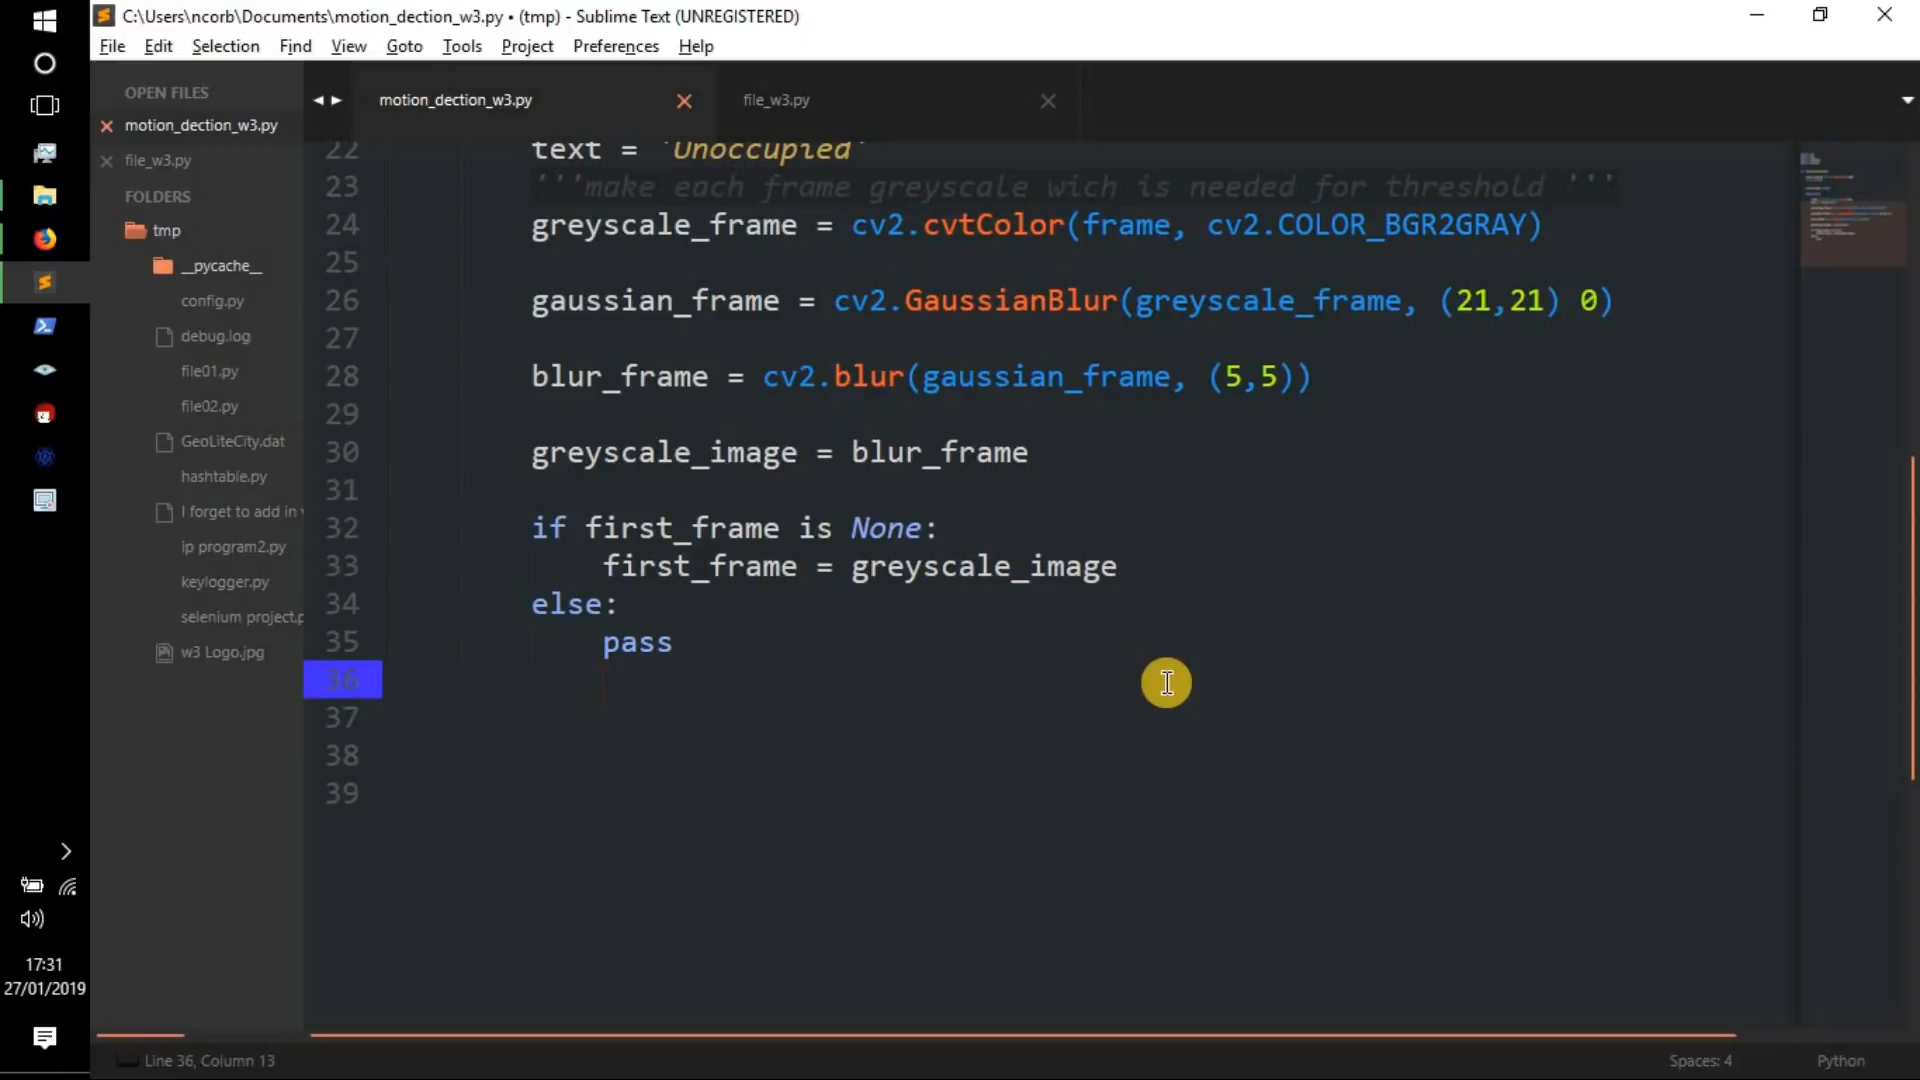 C:\Users\ncorb\Documents\motion_dection_w3.py • (tmp) - Sublime Text (UNREGISTERED)
File Edit Selection Find View Goto Tools Project Preferences Help
OPEN FILES
motion_dection_w3.py
file_w3.py
FOLDERS
tmp
__pycache__
config.py
debug.log
file01.py
file02.py
GeoLiteCity.dat
hashtable.py
I forget to add in
ip program2.py
keylogger.py
selenium project.p
w3 Logo.jpg
motion_dection_w3.py file_w3.py
22 text = 'Unoccupied'
23 '''make each frame greyscale wich is needed for threshold '''
24 greyscale_frame = cv2.cvtColor(frame, cv2.COLOR_BGR2GRAY)
25
26 gaussian_frame = cv2.GaussianBlur(greyscale_frame, (21,21) 0)
27
28 blur_frame = cv2.blur(gaussian_frame, (5,5))
29
30 greyscale_image = blur_frame
31
32 if first_frame is None:
33 first_frame = greyscale_image
34 else:
35 pass
36
37
38
39
17:31
27/01/2019
Line 36, Column 13
Spaces: 4
Python